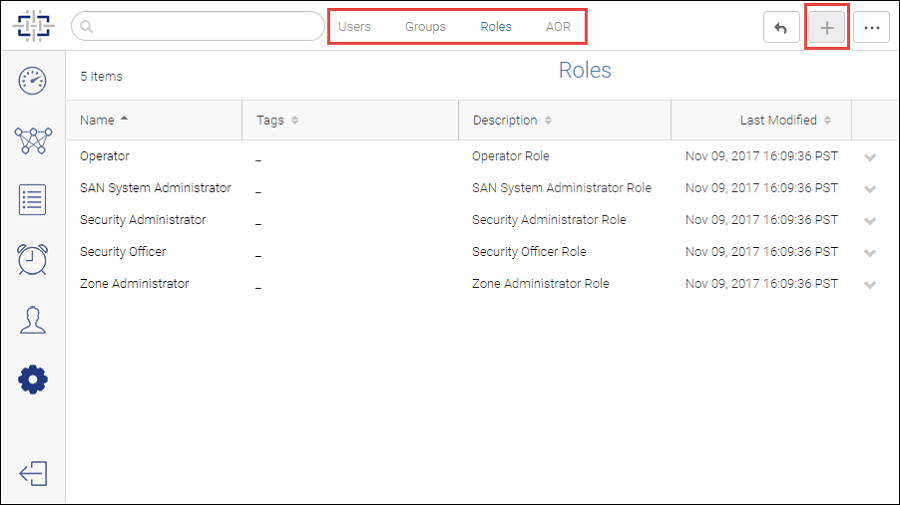 Users Groups Roles AOR
5 Items Roles
Name Tags Description Last Modified
Operator _ Operator Role Nov 09, 2017 16:09:36 PST
SAN System Administrator _ SAN System Administrator Role Nov 09, 2017 16:09:36 PST
Security Administrator _ Security Administrator Role Nov 09, 2017 16:09:36 PST
Security Officer _ Security Officer Role Nov 09, 2017 16:09:36 PST
Zone Administrator _ Zone Administrator Role Nov 09, 2017 16:09:36 PST